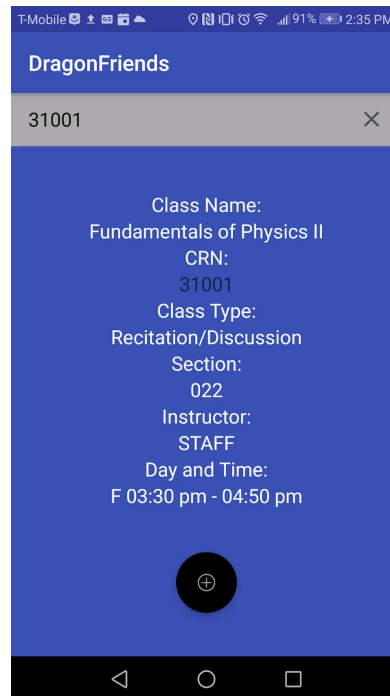 T-Mobile 91% 2:35 PM
DragonFriends
31001
Class Name:
Fundamentals of Physics II
CRN:
31001
Class Type:
Recitation/Discussion
Section:
022
Instructor:
STAFF
Day and Time:
F 03:30 pm - 04:50 pm